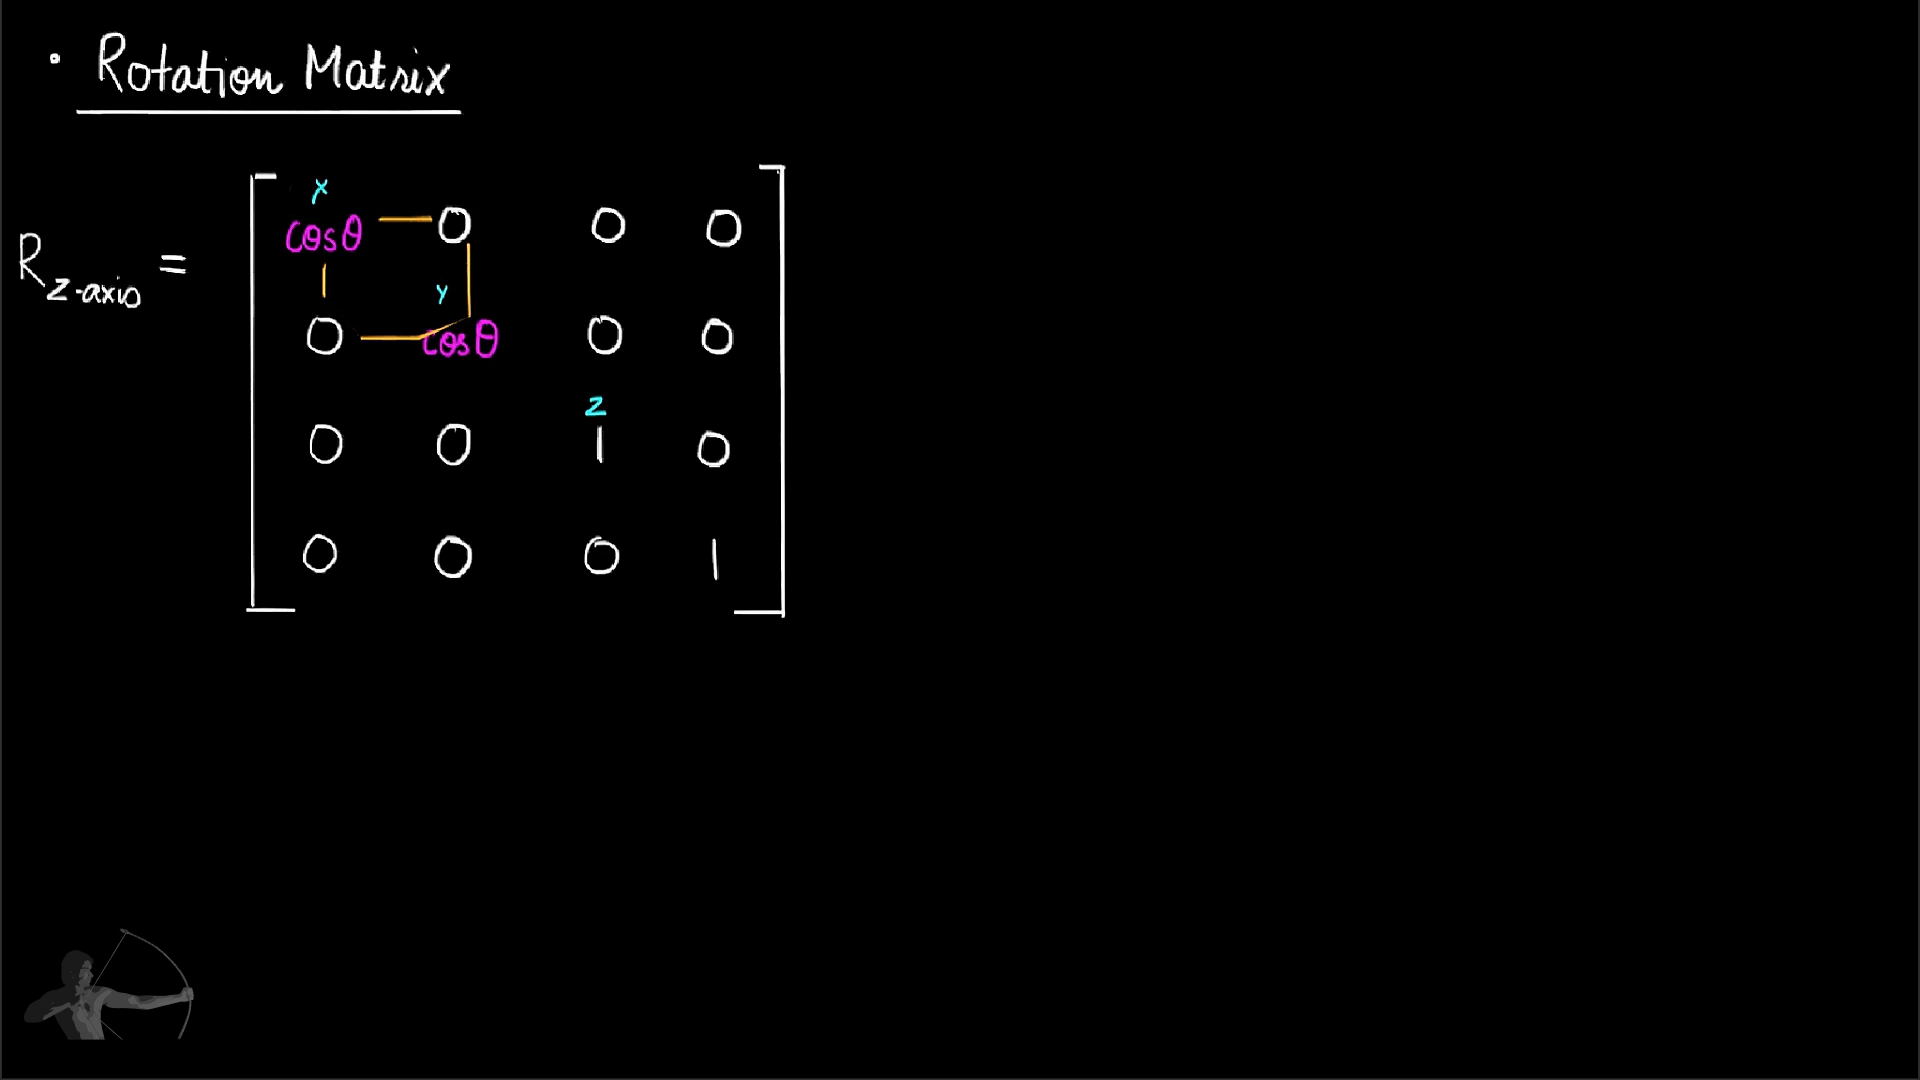 • Rotation Matrix
x
cosθ 0 0 0
R z-axis =
y
0 cosθ 0 0
z
0 0 1 0
0 0 0 1